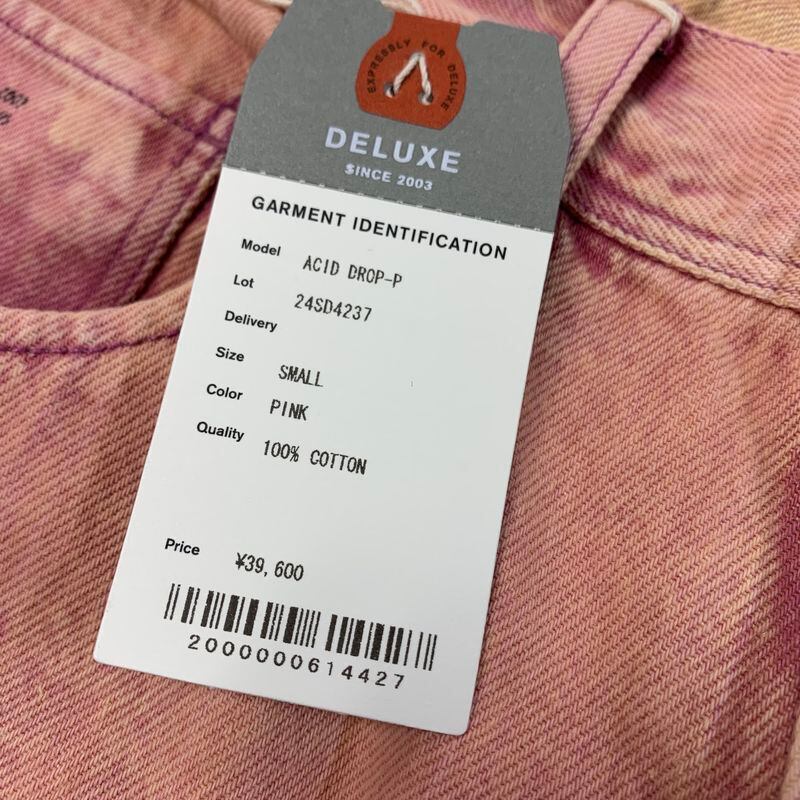 EXPRESSLY FOR DELUXE
DELUXE
SINCE 2003
GARMENT IDENTIFICATION
Model ACID DROP-P
Lot 24SD4237
Delivery
Size SMALL
Color PINK
Quality 100% COTTON
Price ¥39,600
2000000614427